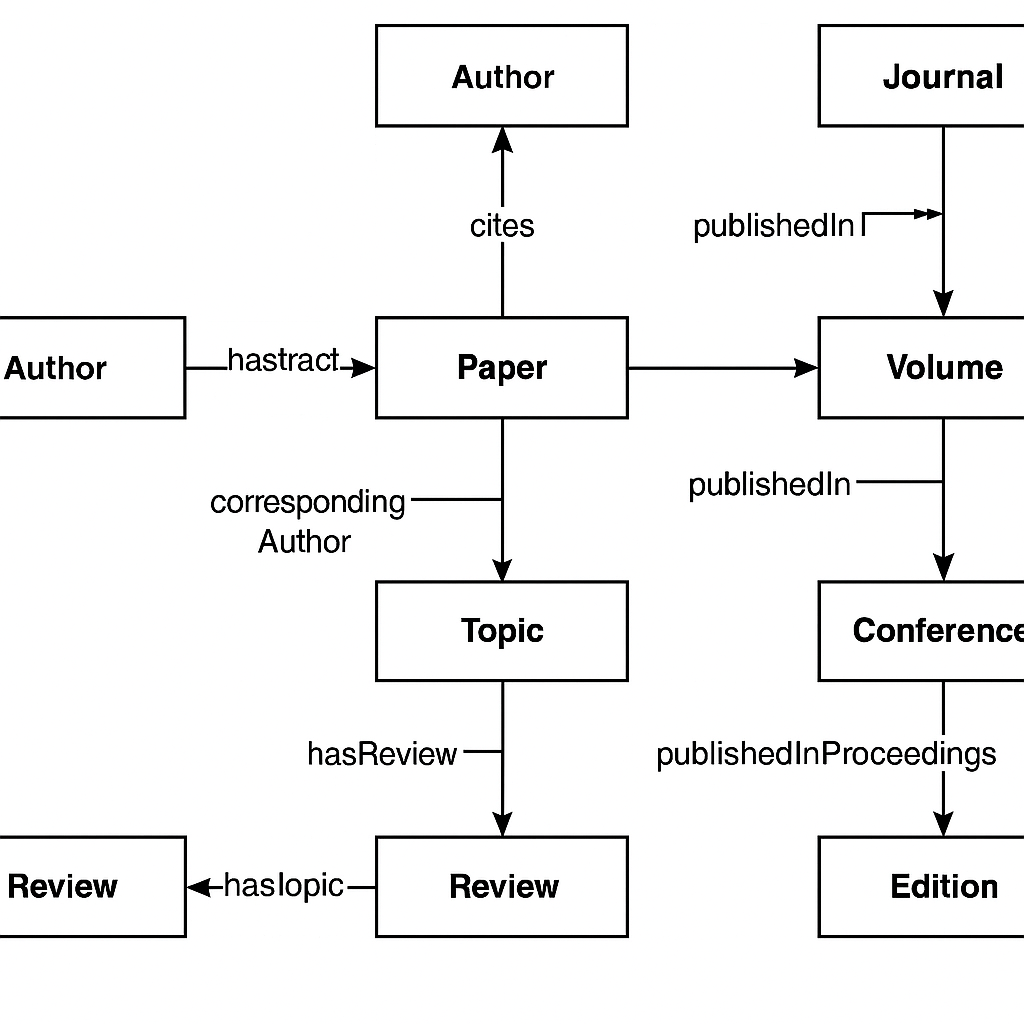 Author
Journal
cites
publishedIn
Author
hastract
Paper
Volume
corresponding
Author
publishedIn
Topic
Conference
hasReview
publishedInProceedings
Review
hasIopic
Review
Edition